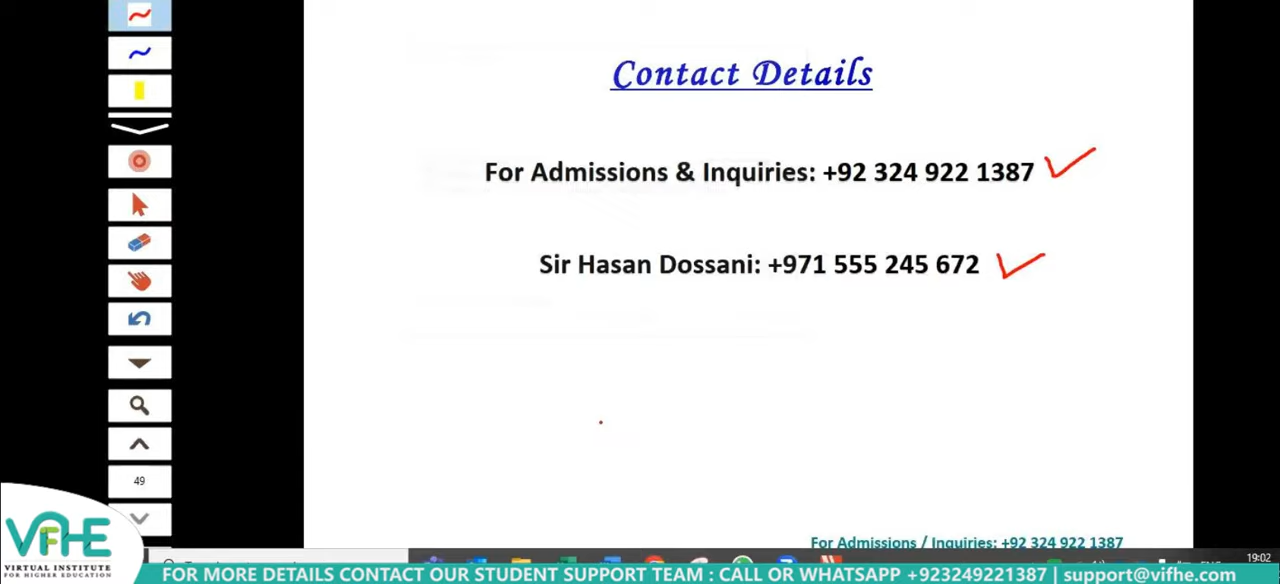 Contact Details
For Admissions & Inquiries: +92 324 922 1387
Sir Hasan Dossani: +971 555 245 672
49
For Admissions / Inquiries: +92 324 922 1387
19:02
VIFHE
VIRTUAL INSTITUTE
FOR HIGHER EDUCATION
FOR MORE DETAILS CONTACT OUR STUDENT SUPPORT TEAM : CALL OR WHATSAPP +923249221387 | support@vifhe.com